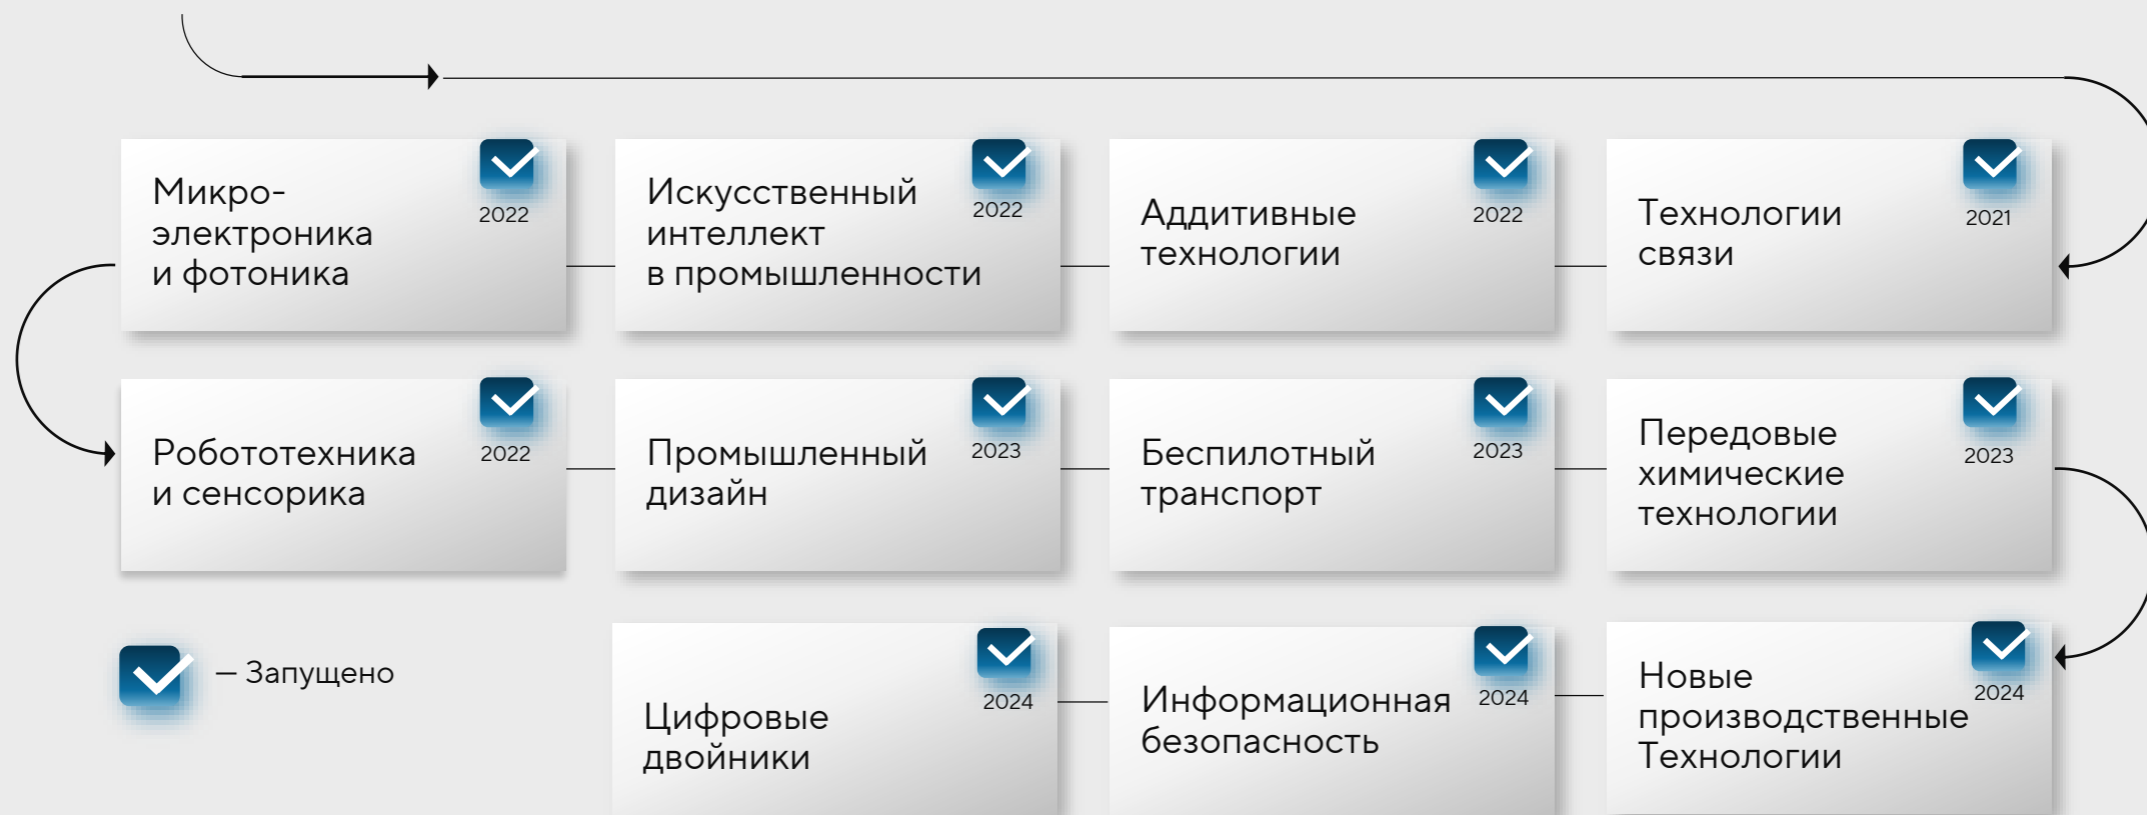 Микро-
электроника
и фотоника
2022
Искусственный
интеллект
в промышленности
2022
Аддитивные
технологии
2022
Технологии
связи
2021
Робототехника
и сенсорика
2022
Промышленный
дизайн
2023
Беспилотный
транспорт
2023
Передовые
химические
технологии
2023
— Запущено
Цифровые
двойники
2024
Информационная
безопасность
2024
Новые
производственные
Технологии
2024